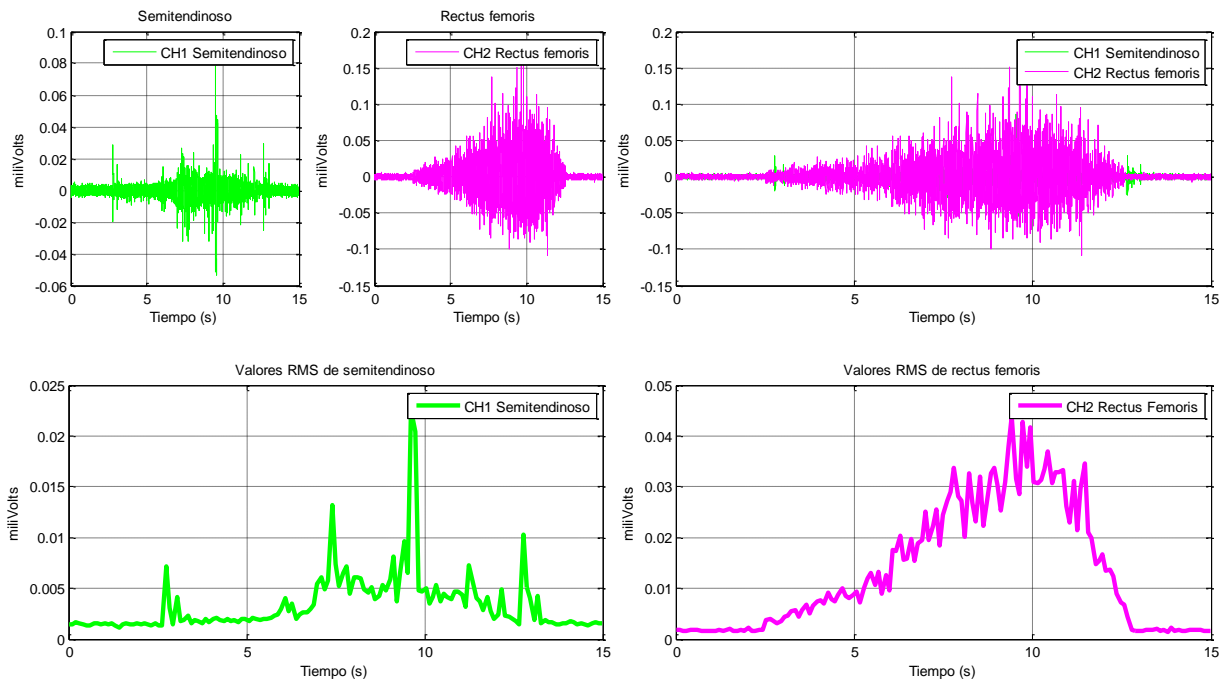 Semitendinoso
0.1
0.08
0.06
0.04
0.02
0
-0.02
-0.04
-0.06
miliVolts
CH1 Semitendinoso
0
5
10
15
Tiempo (s)
Rectus femoris
0.2
0.15
0.1
0.05
0
-0.05
-0.1
-0.15
miliVolts
CH2 Rectus femoris
0
5
10
15
Tiempo (s)
0.2
0.15
0.1
0.05
0
-0.05
-0.1
-0.15
miliVolts
CH1 Semitendinoso
CH2 Rectus femoris
0
5
10
15
Tiempo (s)
Valores RMS de semitendinoso
0.025
0.02
0.015
0.01
0.005
0
miliVolts
CH1 Semitendinoso
0
5
10
15
Tiempo (s)
Valores RMS de rectus femoris
0.05
0.04
0.03
0.02
0.01
0
miliVolts
CH2 Rectus Femoris
0
5
10
15
Tiempo (s)